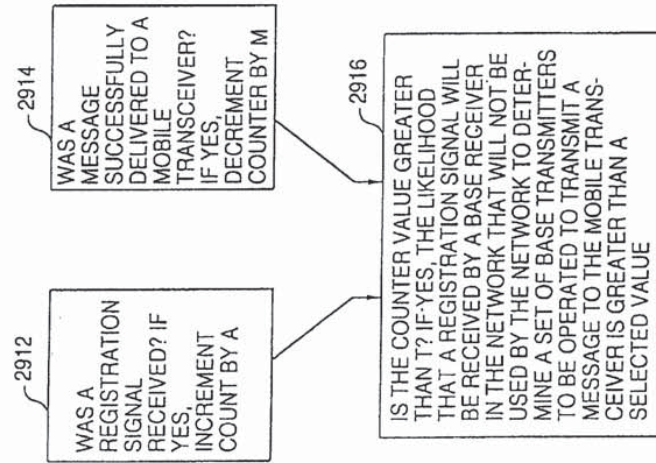 2912
WAS A
REGISTRATION
SIGNAL
RECEIVED? IF
YES,
INCREMENT
COUNT BY A
2914
WAS A
MESSAGE
SUCCESSFULLY
DELIVERED TO A
MOBILE
TRANSCEIVER?
IF YES,
DECREMENT
COUNTER BY M
2916
IS THE COUNTER VALUE GREATER
THAN T? IF YES, THE LIKELIHOOD
THAT A REGISTRATION SIGNAL WILL
BE RECEIVED BY A BASE RECEIVER
IN THE NETWORK THAT WILL NOT BE
USED BY THE NETWORK TO DETER-
MINE A SET OF BASE TRANSMITTERS
TO BE OPERATED TO TRANSMIT A
MESSAGE TO THE MOBILE TRANS-
CEIVER IS GREATER THAN A
SELECTED VALUE